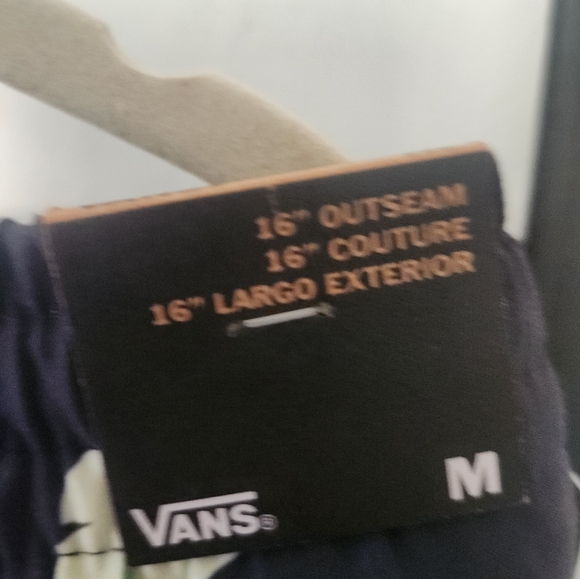 16" OUTSEAM
16" COUTURE
16" LARGO EXTERIOR
M
VANS®